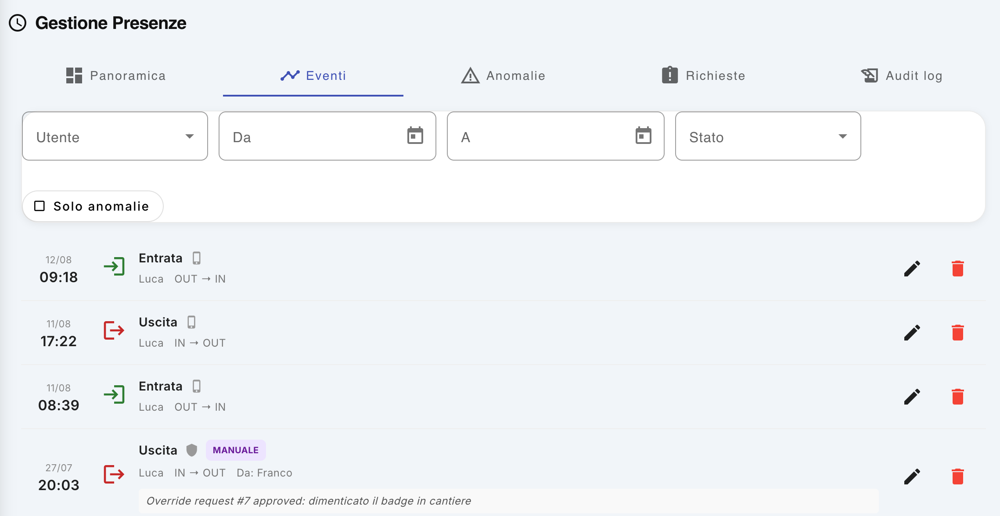 Gestione Presenze
Panoramica Eventi Anomalie Richieste Audit log
Utente Da A Stato
Solo anomalie
12/08 Entrata
09:18 Luca OUT → IN
11/08 Uscita
17:22 Luca IN → OUT
11/08 Entrata
08:39 Luca OUT → IN
Uscita MANUALE
27/07 Luca IN → OUT Da: Franco
20:03
Override request #7 approved: dimenticato il badge in cantiere